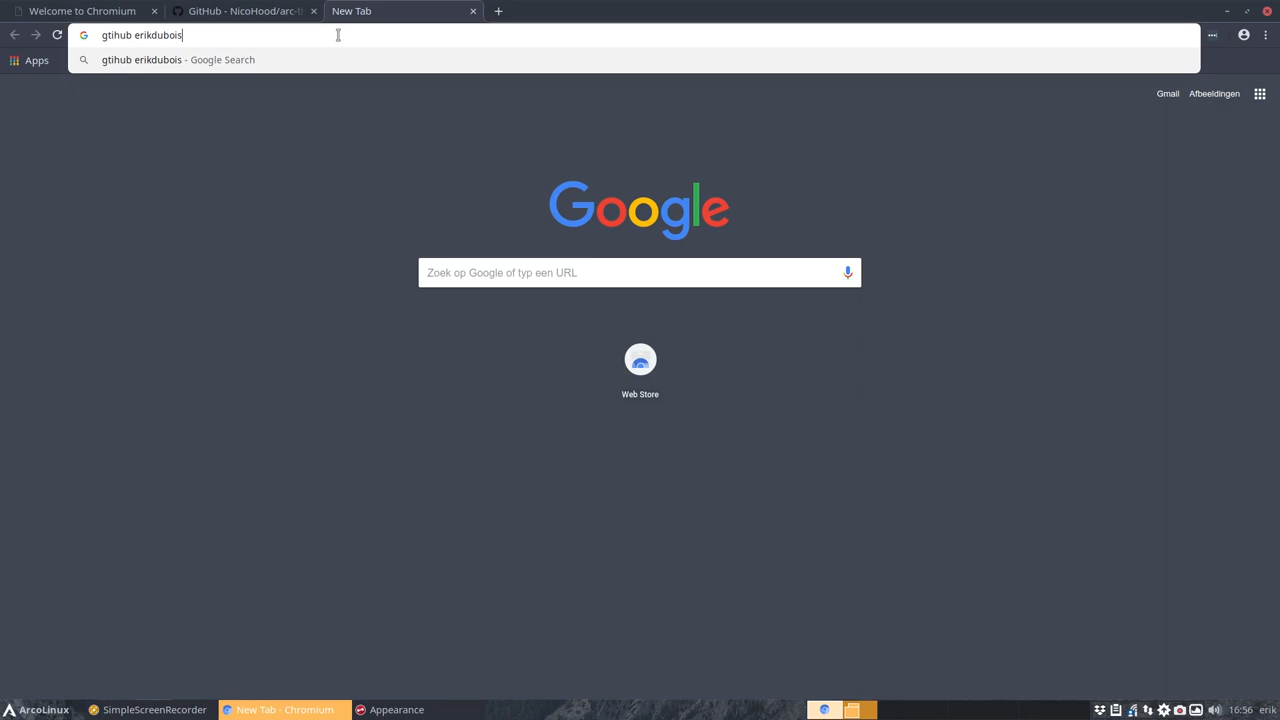 Welcome to Chromium
GitHub - NicoHood/arc-t
New Tab
gtihub erikdubois
Apps
gtihub erikdubois - Google Search
Gmail
Afbeeldingen
Google
Zoek op Google of typ een URL
Web Store
ArcoLinux
SimpleScreenRecorder
New Tab - Chromium
Appearance
16:56
erik